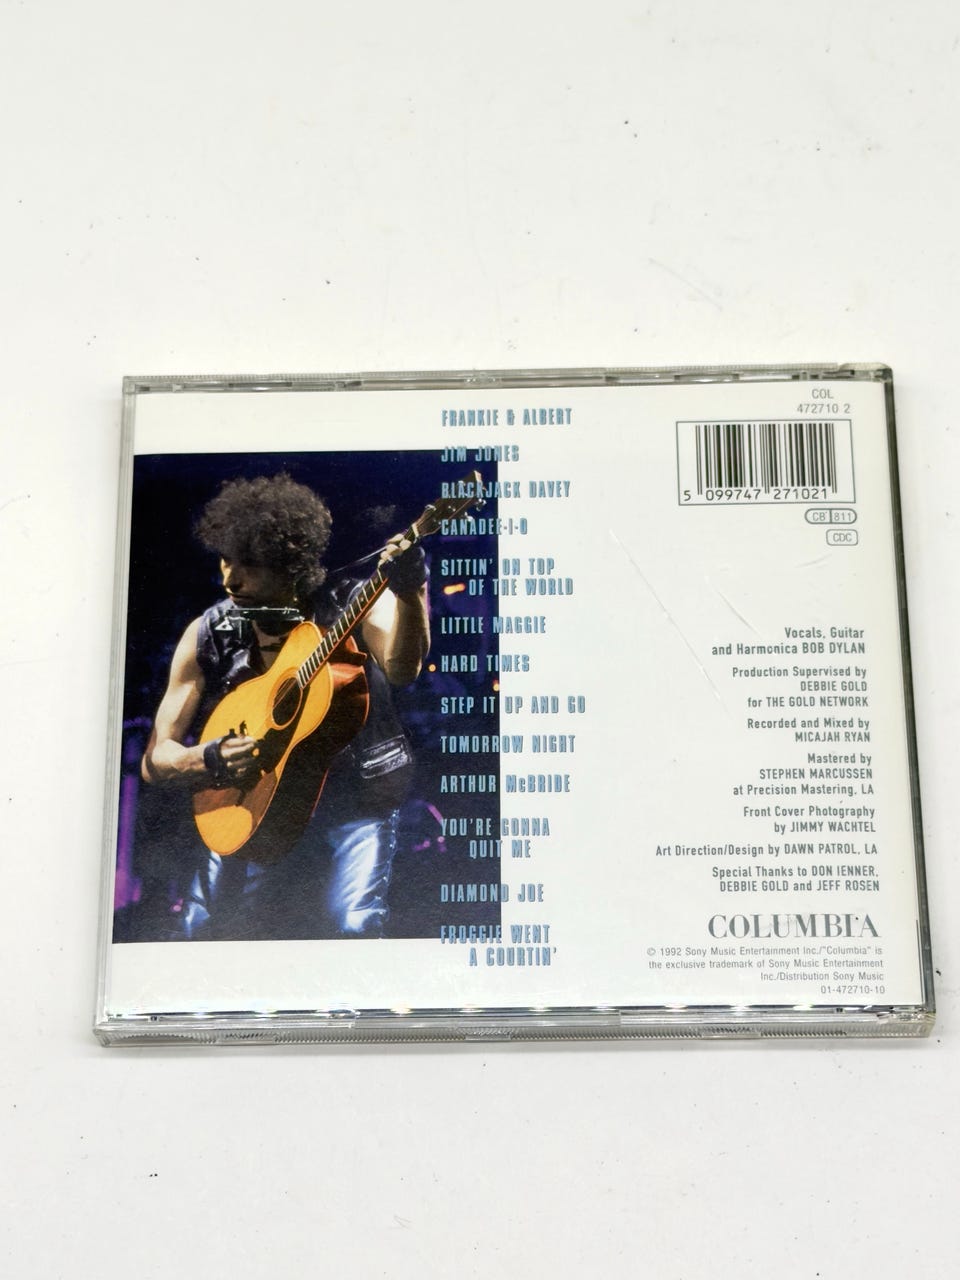 FRANKIE & ALBERT
JIM JONES
BLACKJACK DAVEY
CANADEE-I-O
SITTIN' ON TOP
OF THE WORLD
LITTLE MAGGIE
HARD TIMES
STEP IT UP AND GO
TOMORROW NIGHT
ARTHUR McBRIDE
YOU'RE GONNA
QUIT ME
DIAMOND JOE
FROGGIE WENT
A COURTIN'
COL
472710 2
5 099747 271021
CB 811
CDC
Vocals, Guitar
and Harmonica BOB DYLAN
Production Supervised by
DEBBIE GOLD
for THE GOLD NETWORK
Recorded and Mixed by
MICAJAH RYAN
Mastered by
STEPHEN MARCUSSEN
at Precision Mastering, LA
Front Cover Photography
by JIMMY WACHTEL
Art Direction/Design by DAWN PATROL, LA
Special Thanks to DON IENNER,
DEBBIE GOLD and JEFF ROSEN
COLUMBIA
© 1992 Sony Music Entertainment Inc./"Columbia" is
the exclusive trademark of Sony Music Entertainment
Inc./Distribution Sony Music
01-472710-10